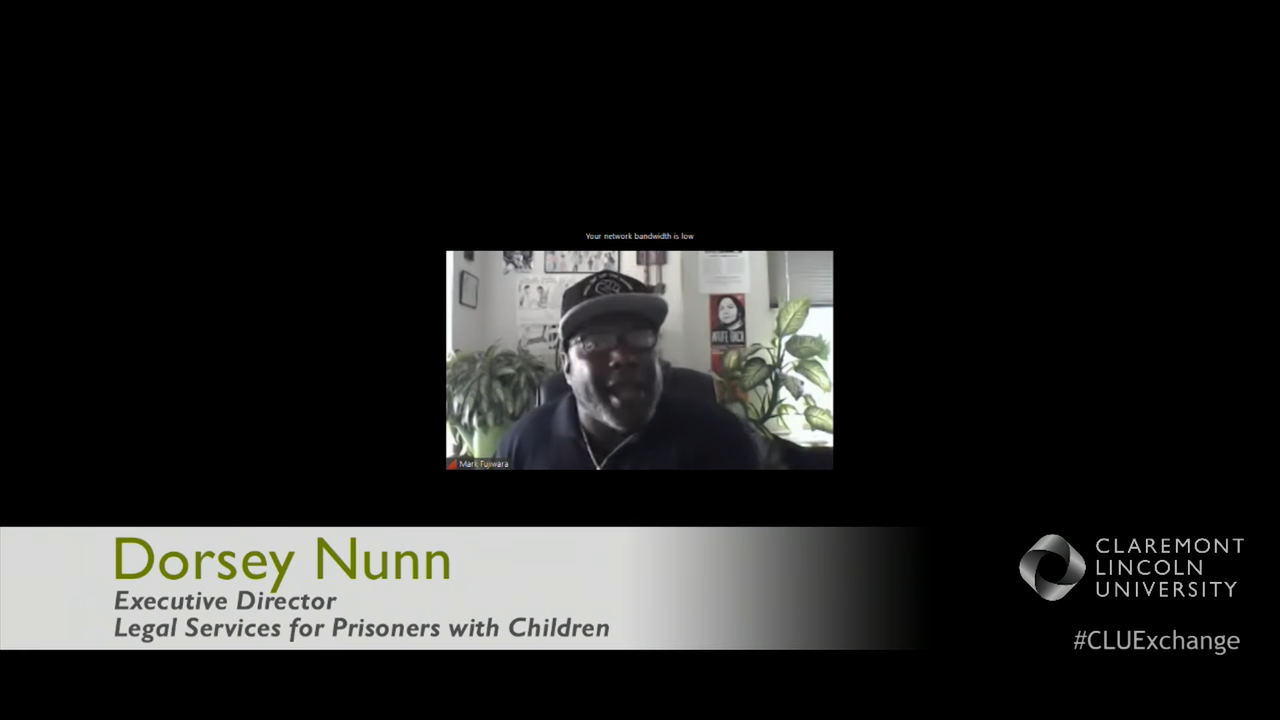 Your network bandwidth is low
Mark Fujiwara
Dorsey Nunn
Executive Director
Legal Services for Prisoners with Children
CLAREMONT
LINCOLN
UNIVERSITY
#CLUExchange